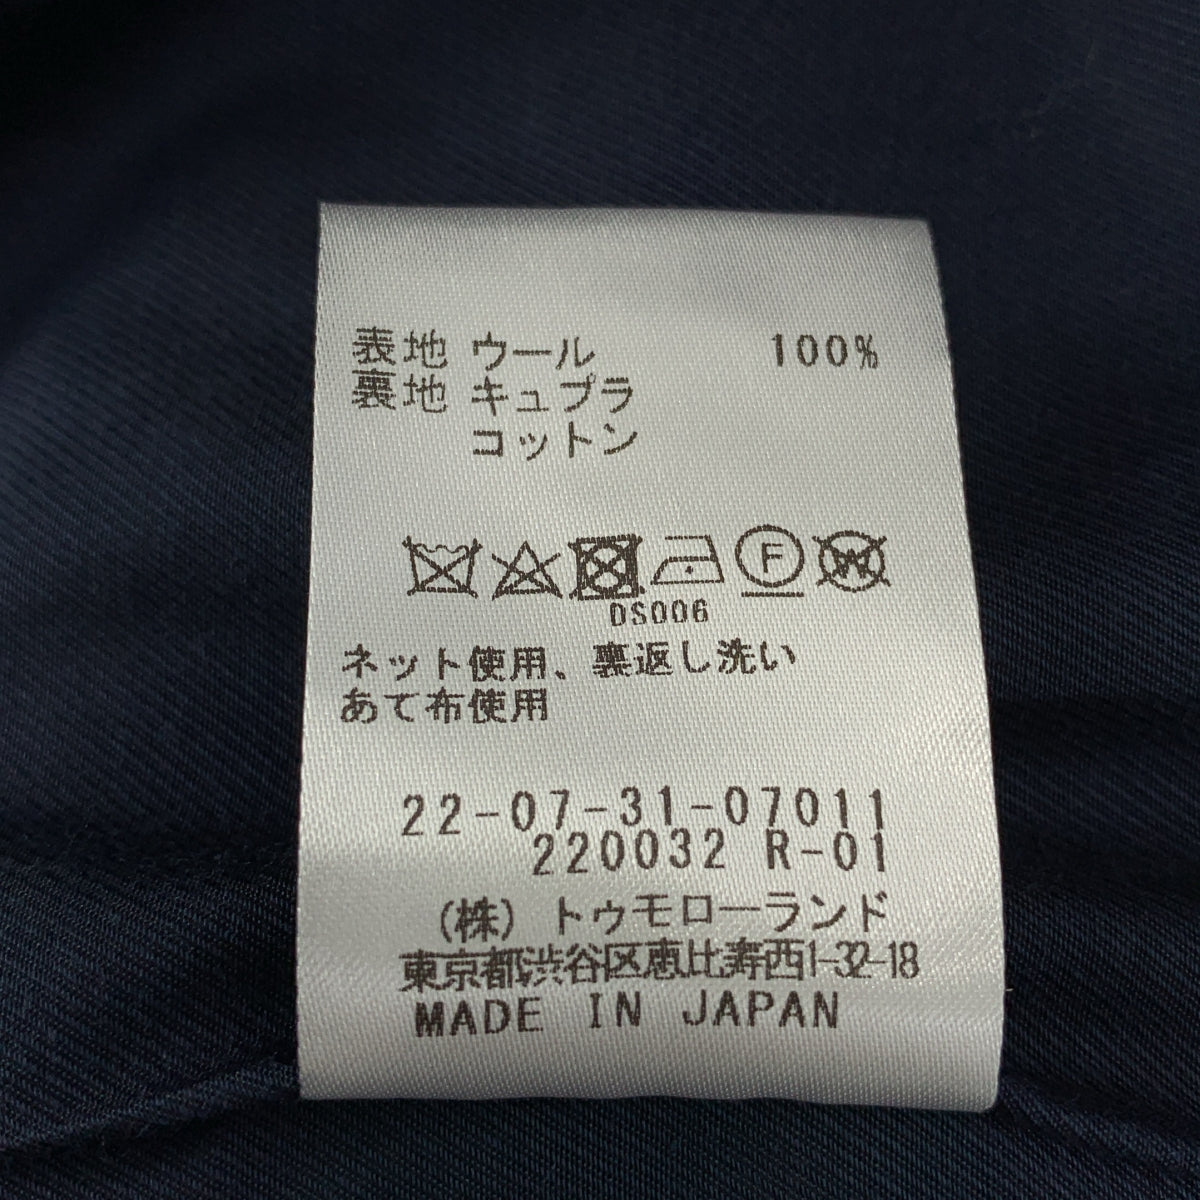 表地 ウール 100%
裏地 キュプラ
コットン
F W
DS006
ネット使用、裏返し洗い
あて布使用
22-07-31-07011
220032 R-01
(株)トゥモローランド
東京都渋谷区恵比寿西1-32-18
MADE IN JAPAN